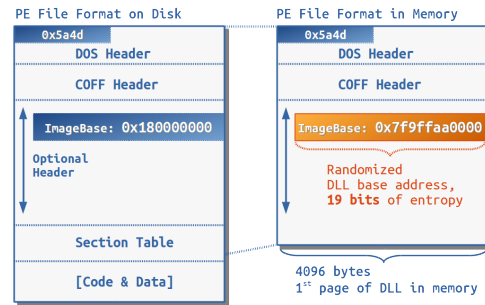 PE File Format on Disk
0x5a4d
DOS Header
COFF Header
ImageBase: 0x180000000
Optional
Header
Section Table
[Code & Data]
PE File Format in Memory
0x5a4d
DOS Header
COFF Header
ImageBase: 0x7f9ffaa0000
Randomized
DLL base address,
19 bits of entropy
4096 bytes
1st page of DLL in memory